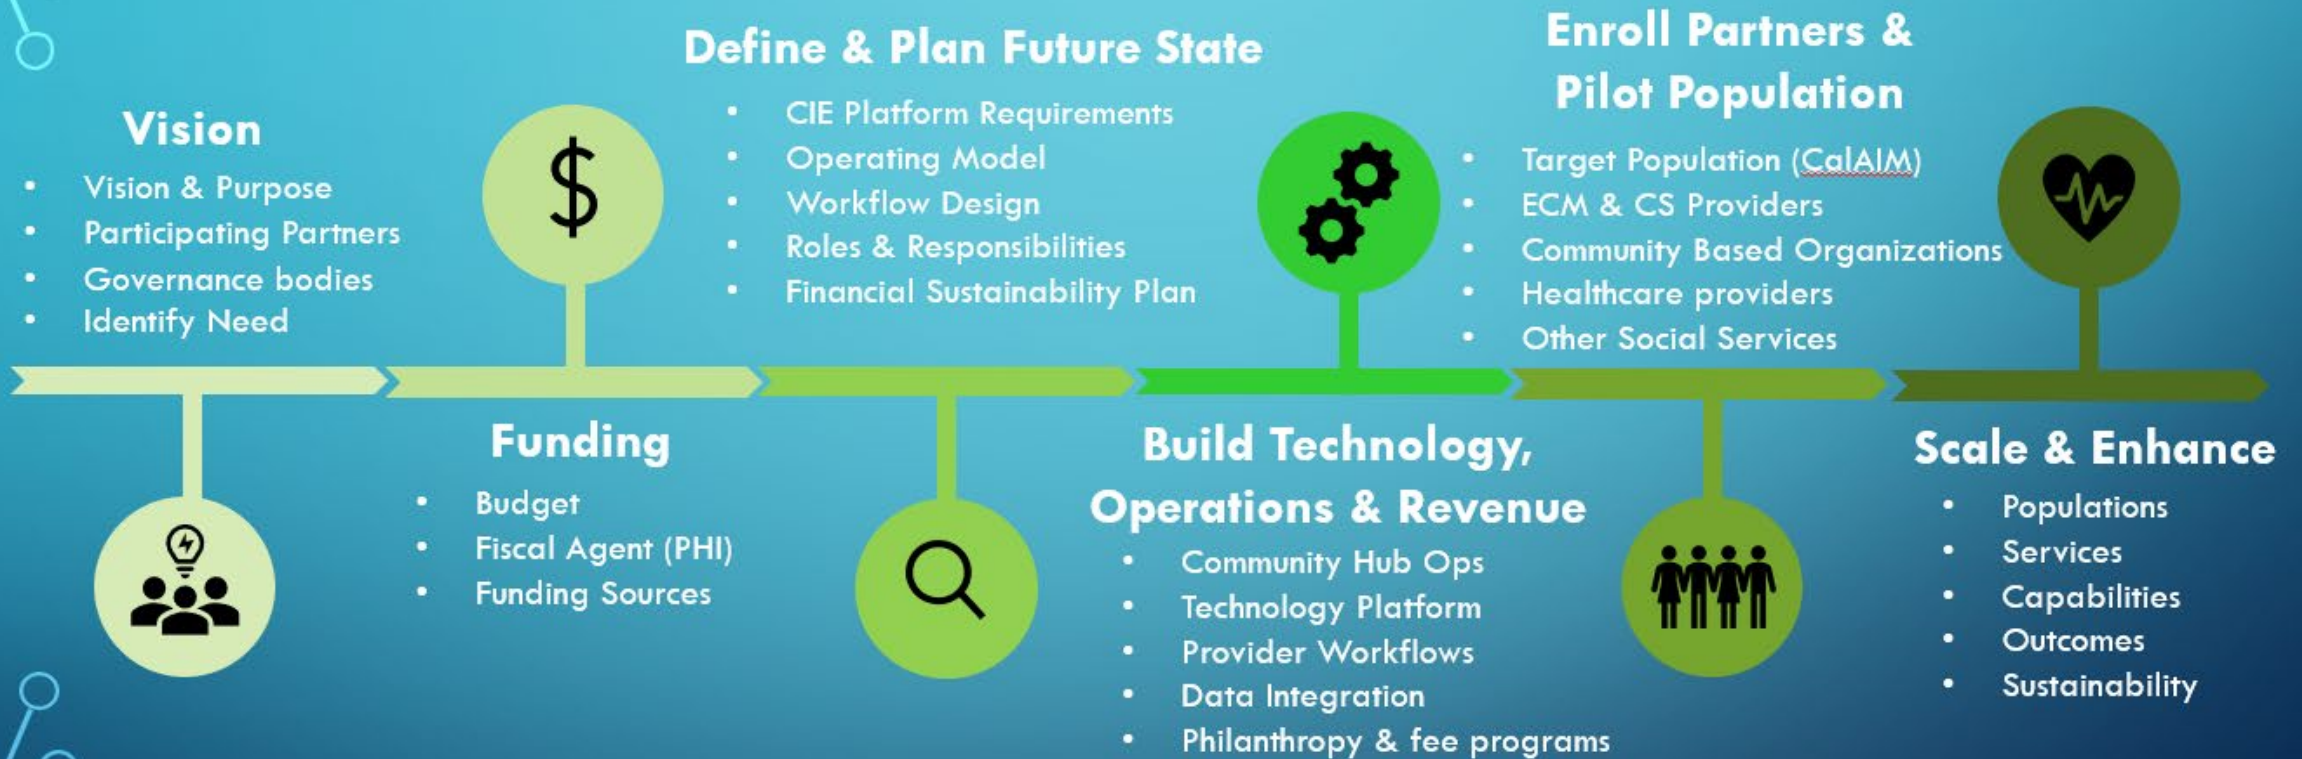 Vision
• Vision & Purpose
• Participating Partners
• Governance bodies
• Identify Need
$
Funding
• Budget
• Fiscal Agent (PHI)
• Funding Sources
Define & Plan Future State
• CIE Platform Requirements
• Operating Model
• Workflow Design
• Roles & Responsibilities
• Financial Sustainability Plan
Build Technology,
Operations & Revenue
• Community Hub Ops
• Technology Platform
• Provider Workflows
• Data Integration
• Philanthropy & fee programs
Enroll Partners &
Pilot Population
• Target Population (CalAIM)
• ECM & CS Providers
• Community Based Organizations
• Healthcare providers
• Other Social Services
Scale & Enhance
• Populations
• Services
• Capabilities
• Outcomes
• Sustainability